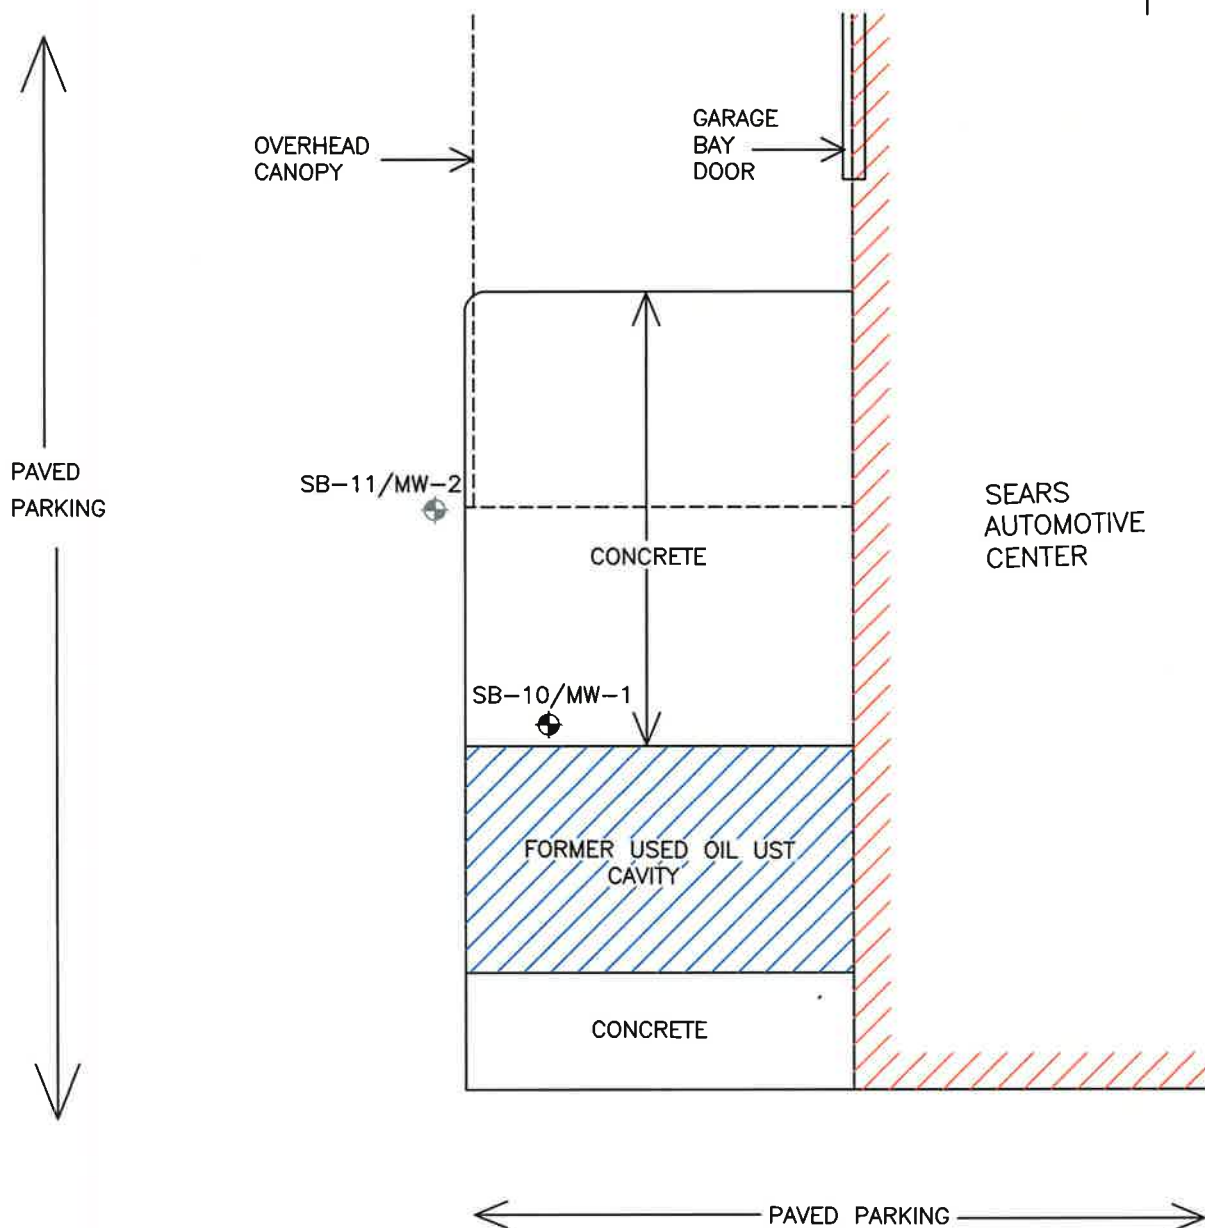 OVERHEAD
CANOPY
GARAGE
BAY
DOOR
PAVED
PARKING
SB-11/MW-2
SEARS
AUTOMOTIVE
CENTER
CONCRETE
SB-10/MW-1
FORMER USED OIL UST
CAVITY
CONCRETE
PAVED PARKING